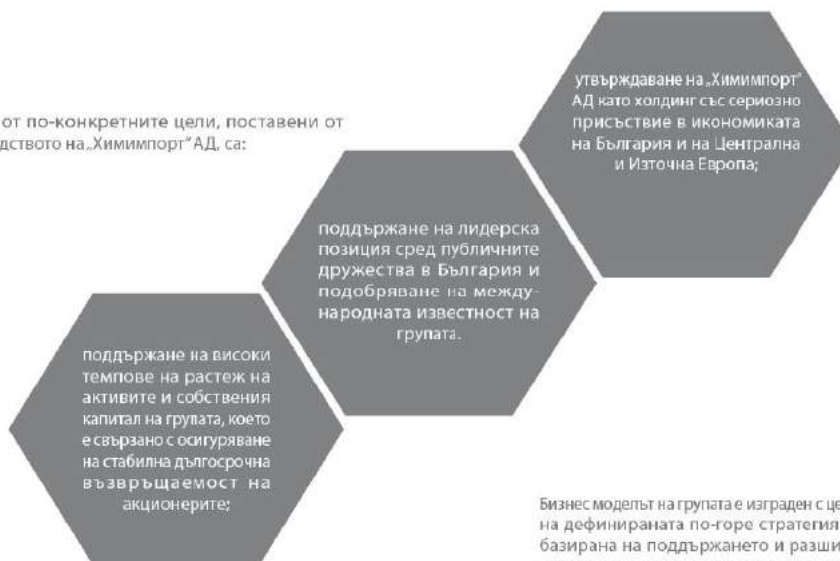 от по-конкретните цели, поставени от
на „Химимпорт“ АД, са:
утвърждаване на „Химимпорт“
АД като холдинг със сериозно
присъствие в икономиката
на България и на Централна
и Източна Европа;
поддържане на лидерска
позиция сред публичните
дружества в България и
подобряване на между-
народната известност на
групата.
поддържане на високи
темпове на растеж на
активите и собствения
капитал на групата, което
е свързано с осигуряване
на стабилна дългосрочна
възвръщаемост на
акционерите;
Бизнес моделът на групата е изграден с
на дефинираната по-горе стратегия
базирана на поддържането и